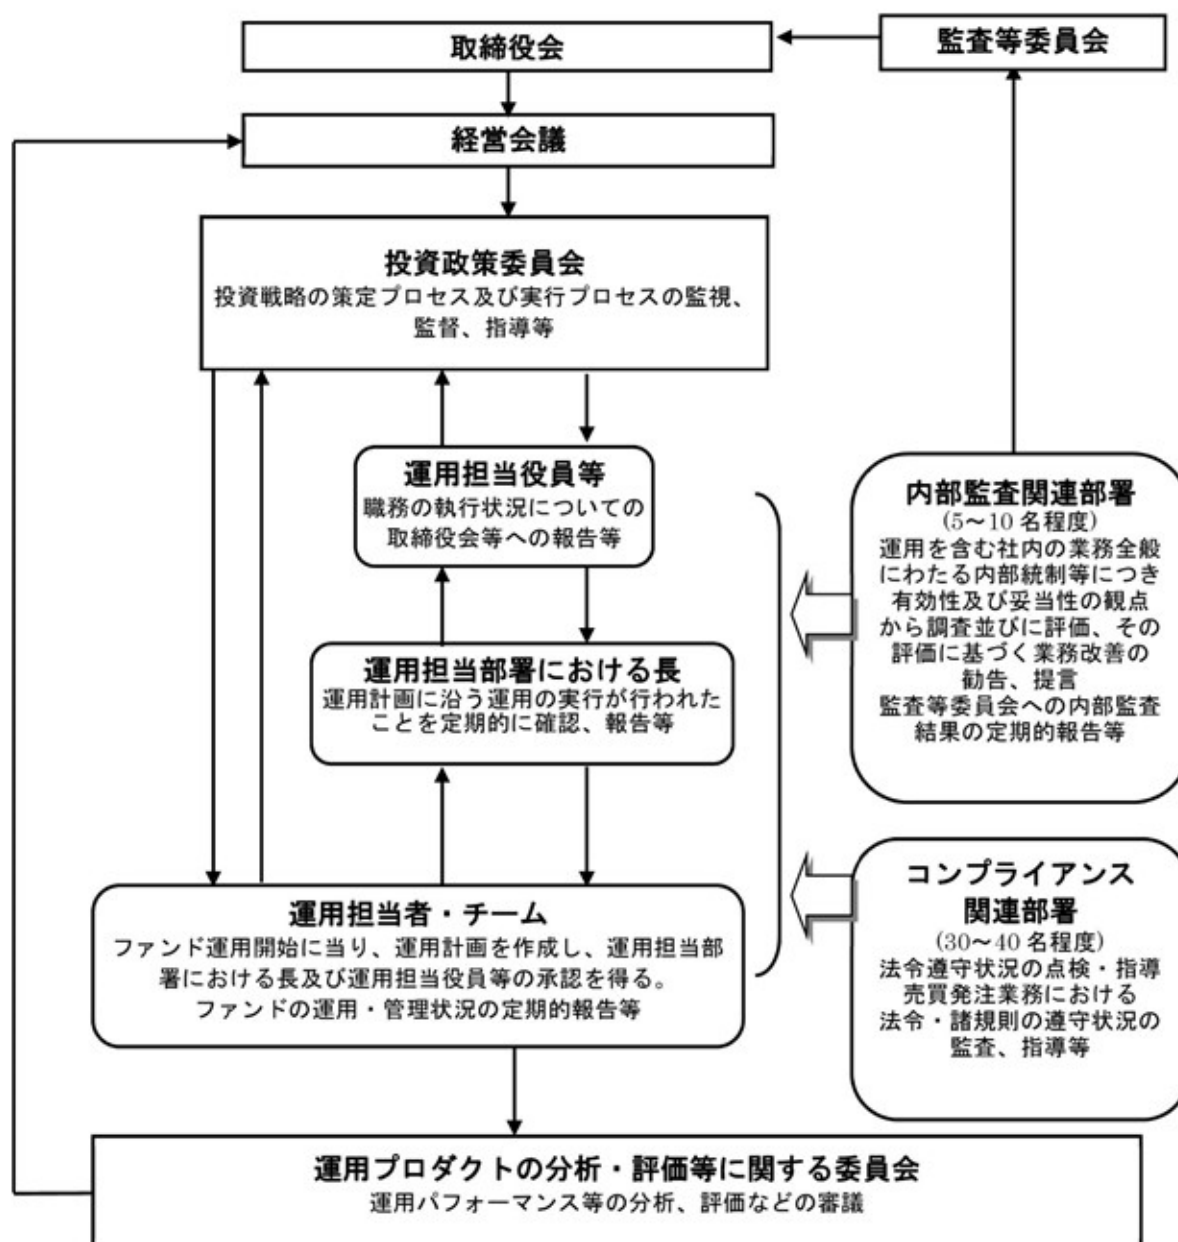 取締役会
監査等委員会
経営会議
投資政策委員会
投資戦略の策定プロセス及び実行プロセスの監視、
監督、指導等
運用担当役員等
職務の執行状況についての
取締役会等への報告等
運用担当部署における長
運用計画に沿う運用の実行が行われた
ことを定期的に確認、報告等
運用担当者・チーム
ファンド運用開始に当り、運用計画を作成し、運用担当部
署における長及び運用担当役員等の承認を得る。
ファンドの運用・管理状況の定期的報告等
内部監査関連部署
(5～10 名程度)
運用を含む社内の業務全般
にわたる内部統制等につき
有効性及び妥当性の観点
から調査並びに評価、その
評価に基づく業務改善の
勧告、提言
監査等委員会への内部監査
結果の定期的報告等
コンプライアンス
関連部署
(30～40 名程度)
法令遵守状況の点検・指導
売買発注業務における
法令・諸規則の遵守状況の
監査、指導等
運用プロダクトの分析・評価等に関する委員会
運用パフォーマンス等の分析、評価などの審議